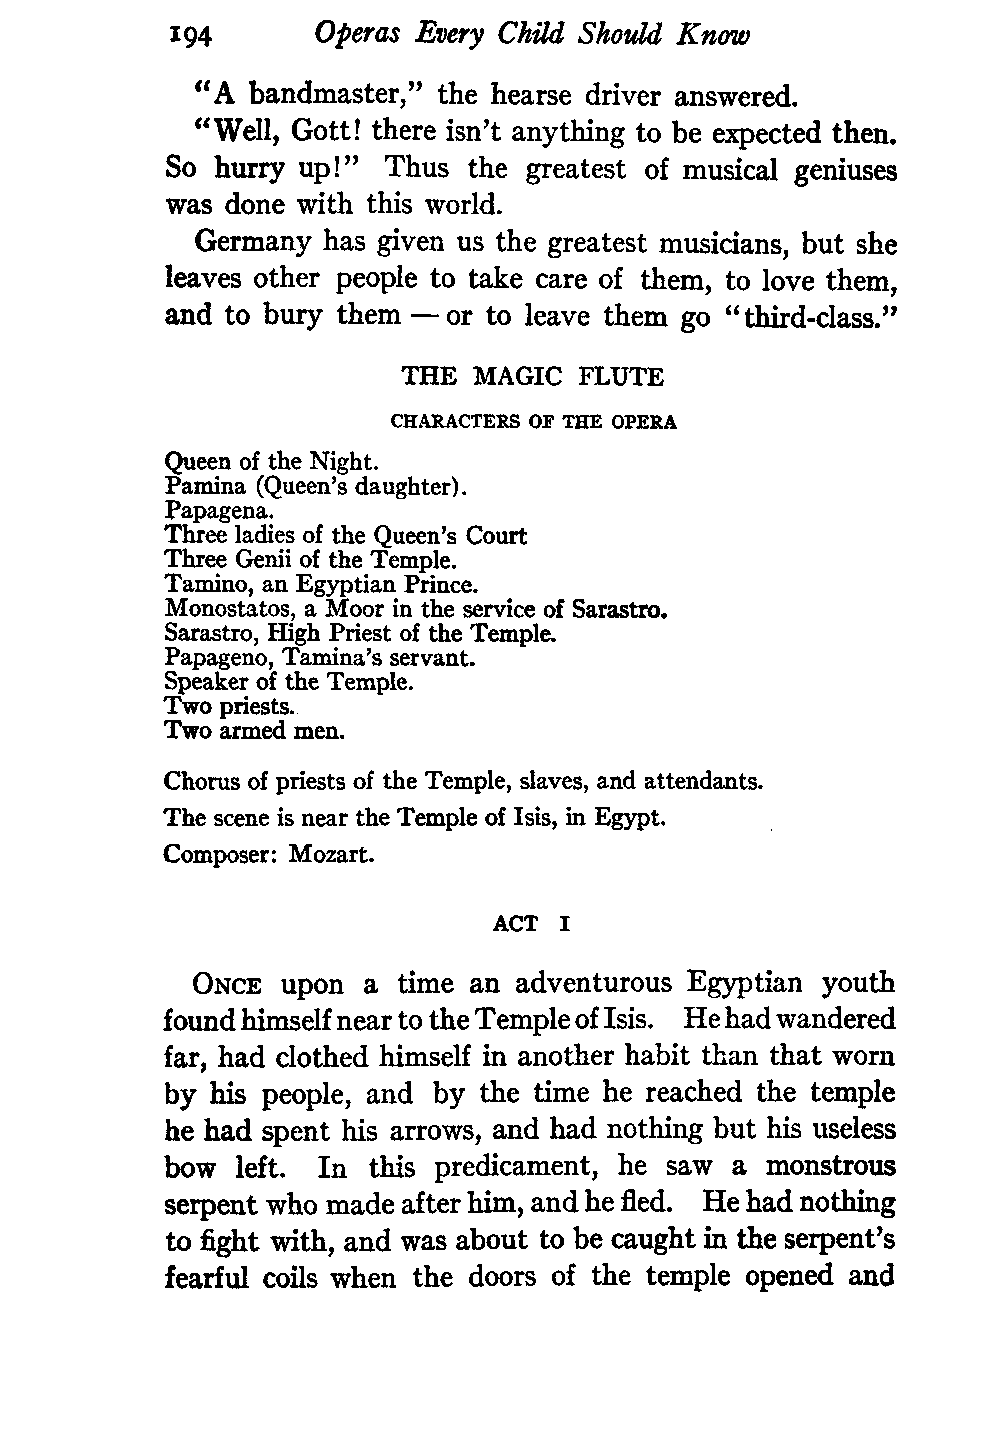 194 Operas Every Child Should Know
“A bandmaster,” the hearse driver answered.
“Well, Gott! there isn't anything to be expected then.
So hurry up!” Thus the greatest of musical geniuses
was done with this world.
Germany has given us the greatest musicians, but she
leaves other people to take care of them, to love them,
and to bury them — or to leave them go “third-class.”
THE MAGIC FLUTE
CHARACTERS OF THE OPERA
Queen of the Night.
Pamina (Queen's daughter).
Papagena.
Three ladies of the Queen's Court
Three Genii of the Temple.
Tamino, an Egyptian Prince.
Monostatos, a Moor in the service of Sarastro.
Sarastro, High Priest of the Temple.
Papageno, Tamina's servant.
Speaker of the Temple.
Two priests.
Two armed men.
Chorus of priests of the Temple, slaves, and attendants.
The scene is near the Temple of Isis, in Egypt.
Composer: Mozart.
ACT I
ONCE upon a time an adventurous Egyptian youth
found himself near to the Temple of Isis. He had wandered
far, had clothed himself in another habit than that worn
by his people, and by the time he reached the temple
he had spent his arrows, and had nothing but his useless
bow left. In this predicament, he saw a monstrous
serpent who made after him, and he fled. He had nothing
to fight with, and was about to be caught in the serpent's
fearful coils when the doors of the temple opened and